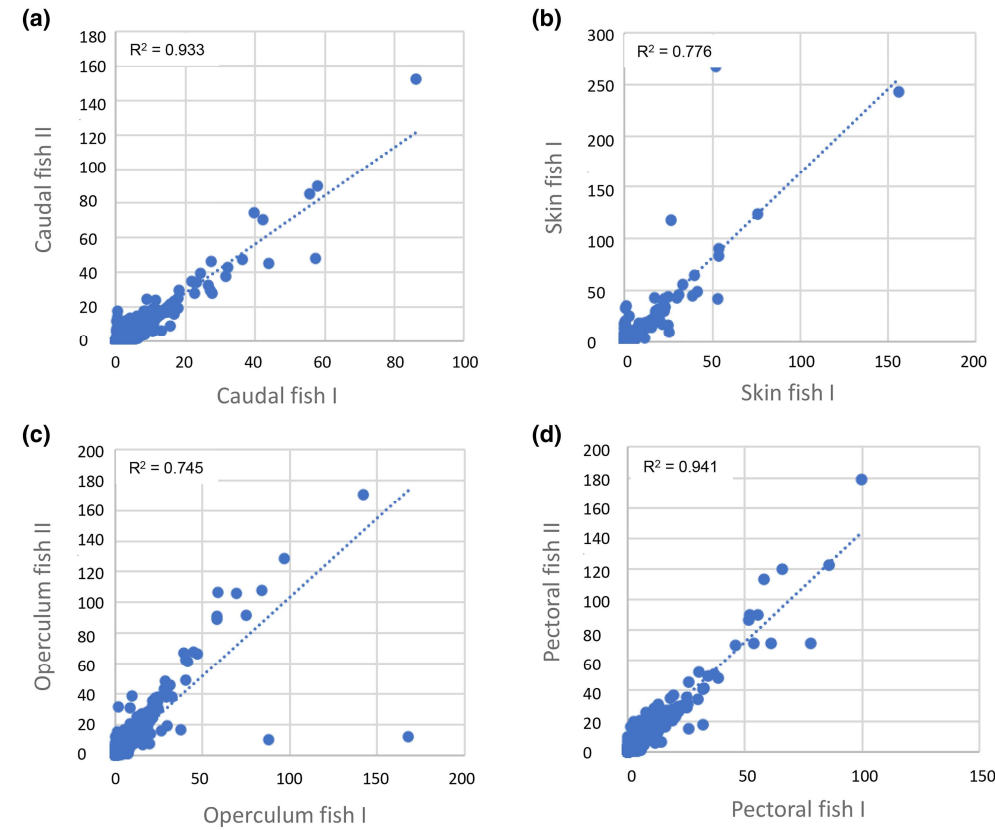 (a)
R² = 0.933
180
160
140
120
100
80
60
40
20
0
Caudal fish II
0 20 40 60 80 100
Caudal fish I
(b)
R² = 0.776
300
250
200
150
100
50
0
Skin fish I
0 50 100 150 200
Skin fish I
(c)
R² = 0.745
200
180
160
140
120
100
80
60
40
20
0
Operculum fish II
0 50 100 150 200
Operculum fish I
(d)
R² = 0.941
200
180
160
140
120
100
80
60
40
20
0
Pectoral fish II
0 50 100 150
Pectoral fish I